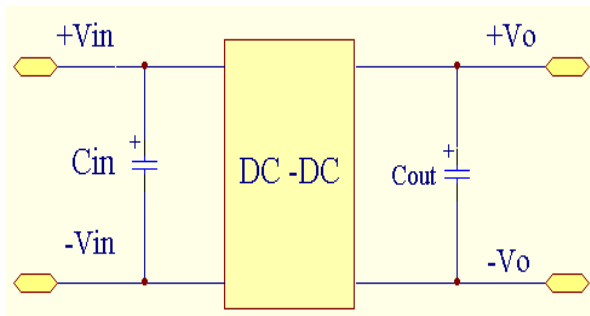 +Vin
+Vo
+
Cin
DC -DC
+
Cout
-Vin
-Vo